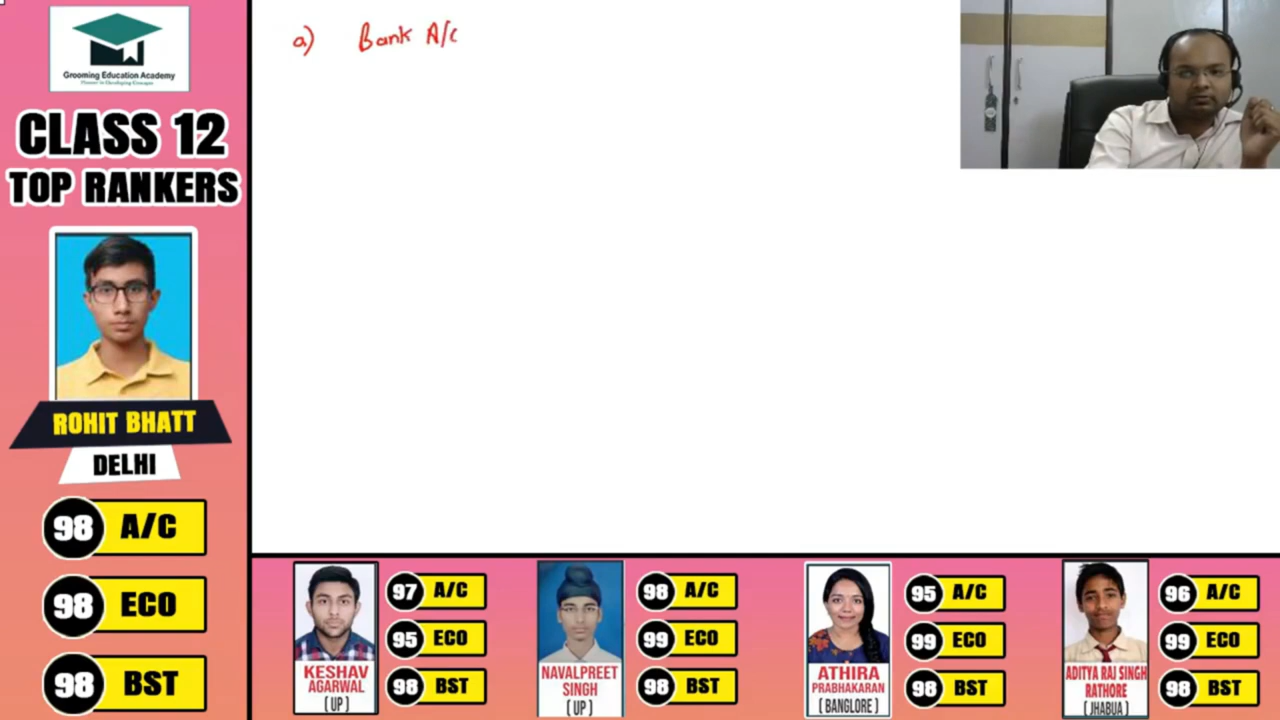 Grooming Education Academy
CLASS 12
TOP RANKERS
ROHIT BHATT
DELHI
98 A/C
98 ECO
98 BST
a) Bank A/c
97 A/C
95 ECO
98 BST
KESHAV
AGARWAL
( UP )
98 A/C
99 ECO
98 BST
NAVALPREET
SINGH
( UP )
95 A/C
99 ECO
98 BST
ATHIRA
PRABHAKARAN
( BANGLORE )
96 A/C
99 ECO
98 BST
ADITYA RAJ SINGH
RATHORE
( JHABUA )